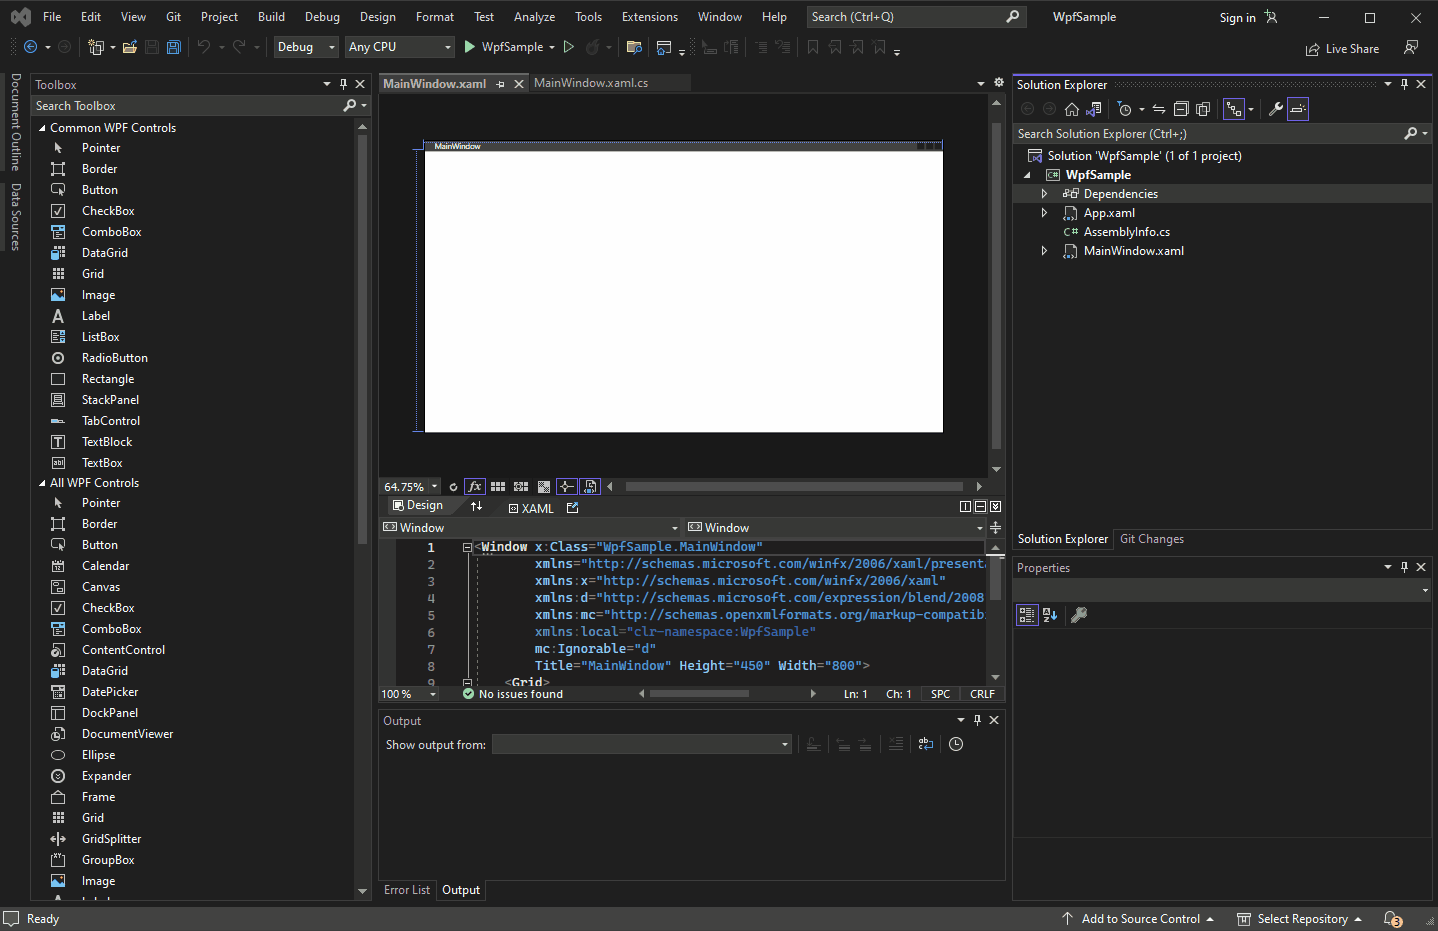 File Edit View Git Project Build Debug Design Format Test Analyze Tools Extensions Window Help Search (Ctrl+Q) WpfSample Sign in
Debug Any CPU WpfSample Live Share
Document Outline
Data Sources
Toolbox
Search Toolbox
Common WPF Controls
Pointer
Border
Button
CheckBox
ComboBox
DataGrid
Grid
Image
Label
ListBox
RadioButton
Rectangle
StackPanel
TabControl
TextBlock
TextBox
All WPF Controls
Pointer
Border
Button
Calendar
Canvas
CheckBox
ComboBox
ContentControl
DataGrid
DatePicker
DockPanel
DocumentViewer
Ellipse
Expander
Frame
Grid
GridSplitter
GroupBox
Image
MainWindow.xaml MainWindow.xaml.cs
MainWindow
64.75%
Design XAML
Window Window
1 <Window x:Class="WpfSample.MainWindow"
2 xmlns="http://schemas.microsoft.com/winfx/2006/xaml/presenta
3 xmlns:x="http://schemas.microsoft.com/winfx/2006/xaml"
4 xmlns:d="http://schemas.microsoft.com/expression/blend/2008
5 xmlns:mc="http://schemas.openxmlformats.org/markup-compatib
6 xmlns:local="clr-namespace:WpfSample"
7 mc:Ignorable="d"
8 Title="MainWindow" Height="450" Width="800">
9 <Grid>
100 % No issues found Ln: 1 Ch: 1 SPC CRLF
Output
Show output from:
Error List Output
Solution Explorer
Search Solution Explorer (Ctrl+;)
Solution 'WpfSample' (1 of 1 project)
WpfSample
Dependencies
App.xaml
AssemblyInfo.cs
MainWindow.xaml
Solution Explorer Git Changes
Properties
Ready Add to Source Control Select Repository 3